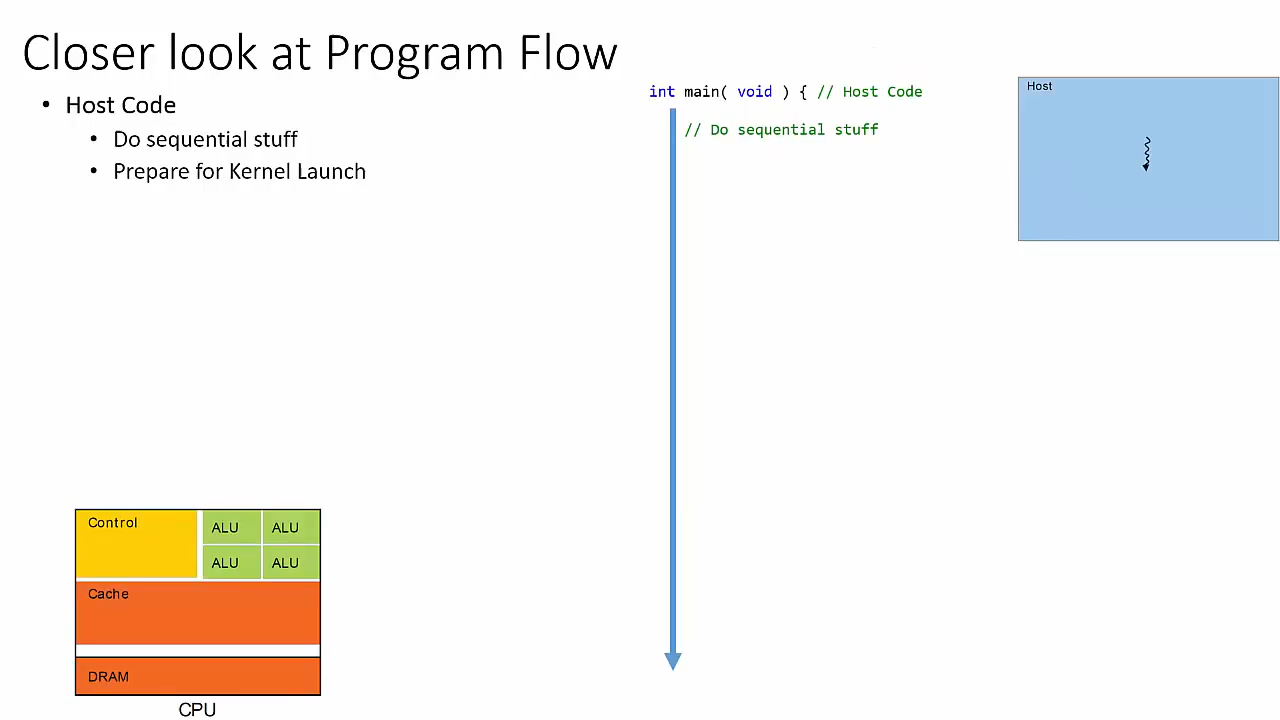 Closer look at Program Flow
• Host Code
• Do sequential stuff
• Prepare for Kernel Launch
int main( void ) { // Host Code
// Do sequential stuff
Host
Control
ALU ALU
ALU ALU
Cache
DRAM
CPU